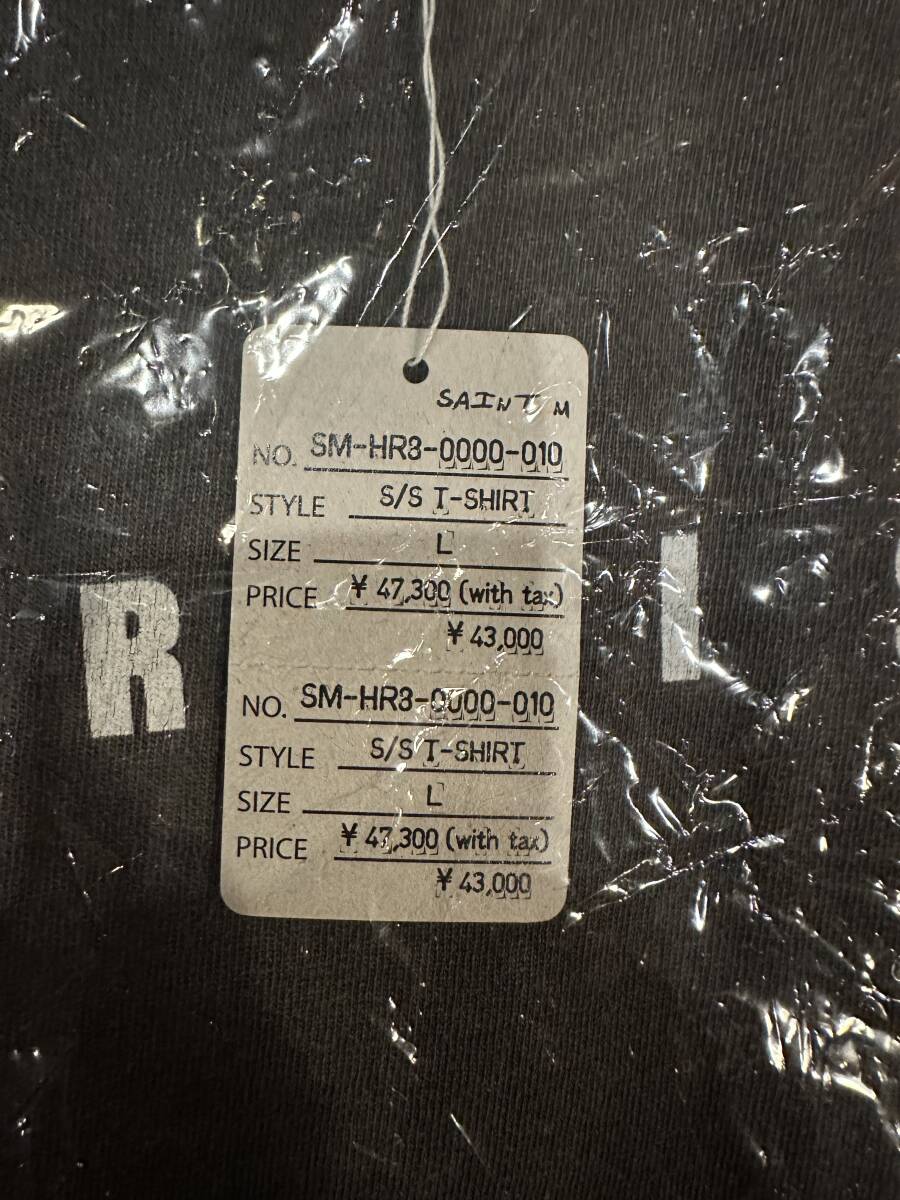 SAINT M
NO. SM-HR3-0000-010
STYLE S/S T-SHIRT
SIZE L
PRICE ¥ 47,300 (with tax)
¥ 43,000
NO. SM-HR3-0000-010
STYLE S/S T-SHIRT
SIZE L
PRICE ¥ 47,300 (with tax)
¥ 43,000
R I